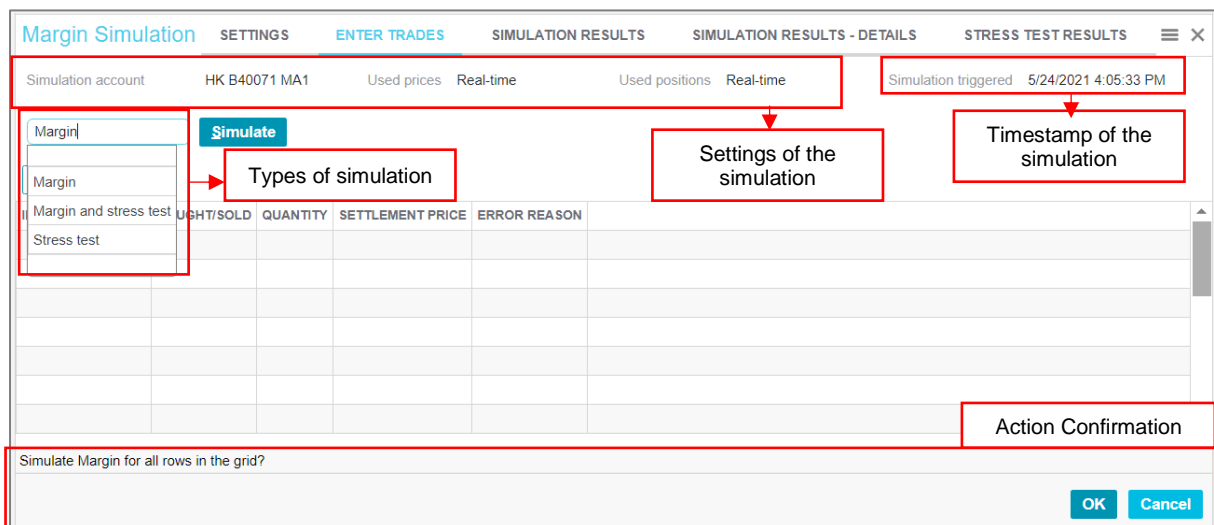 Margin Simulation SETTINGS ENTER TRADES SIMULATION RESULTS SIMULATION RESULTS - DETAILS STRESS TEST RESULTS
Simulation account HK B40071 MA1 Used prices Real-time Used positions Real-time Simulation triggered 5/24/2021 4:05:33 PM
Margin Simulate
Settings of the
simulation
Timestamp of the
simulation
Types of simulation
Margin
Margin and stress test
Stress test
UGHT/SOLD QUANTITY SETTLEMENT PRICE ERROR REASON
Action Confirmation
Simulate Margin for all rows in the grid?
OK Cancel